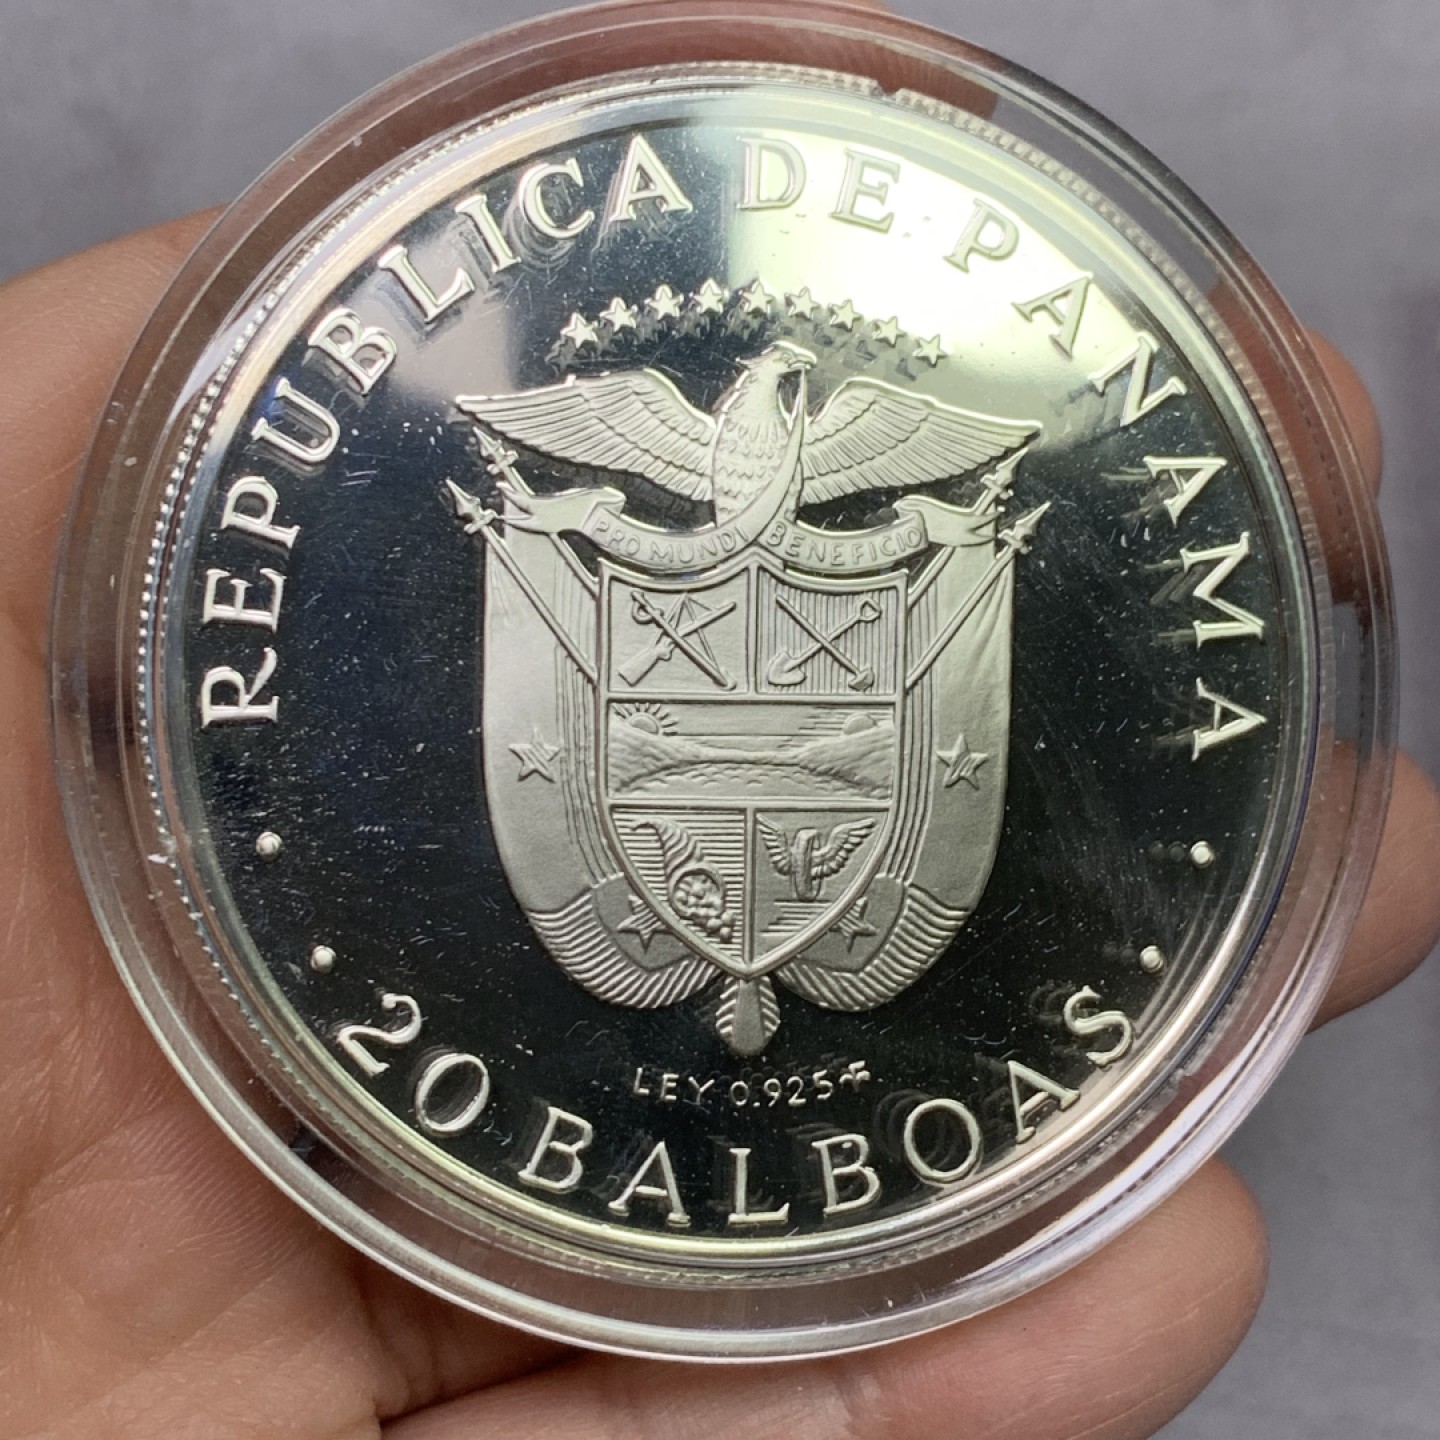 REPUBLICA DE PANAMA
PRO MUNDI BENEFICIO
LEY 0.925
· 20 BALBOAS ·